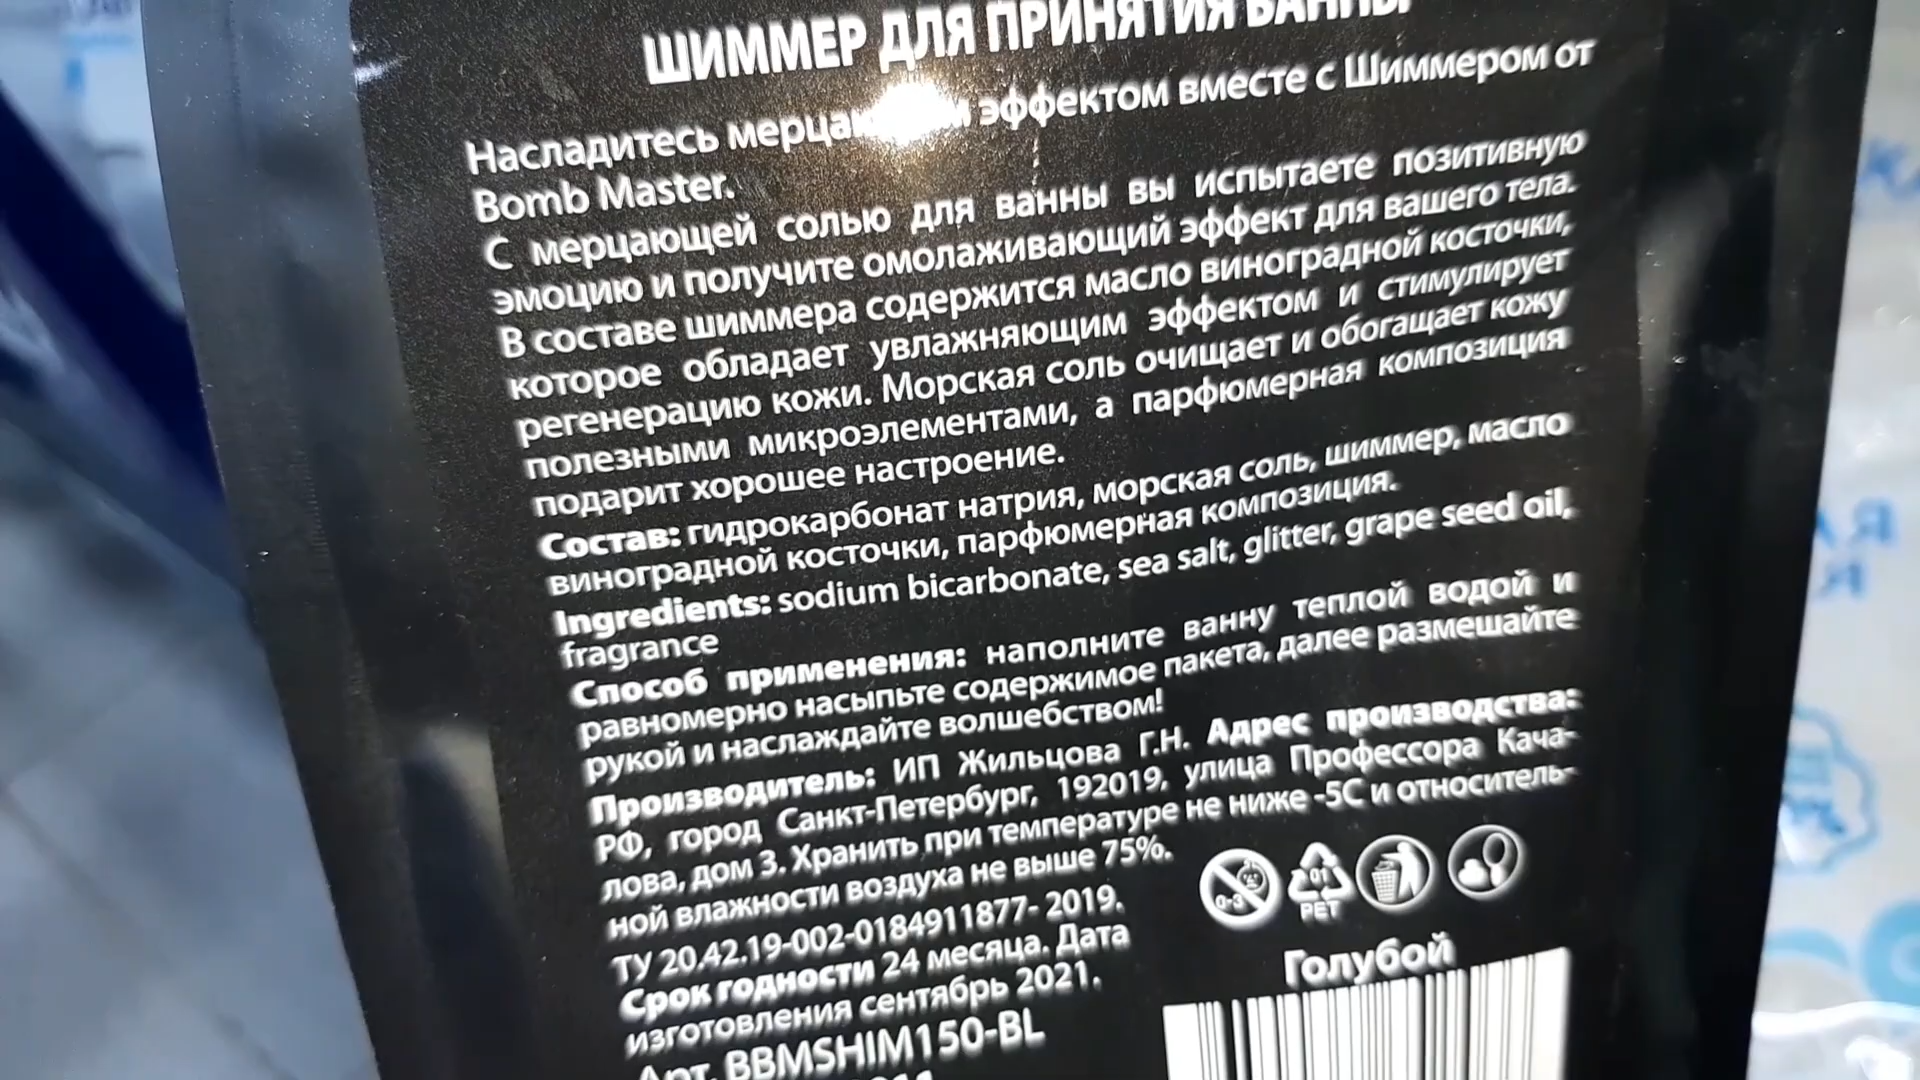 ШИММЕР ДЛЯ ПРИНЯТИЯ ВАННЫ
Насладитесь эффектом вместе с Шиммером от
Bomb Master.
С мерцающей солью для ванны вы испытаете позитивную
эмоцию и получите омолаживающий эффект для вашего тела.
В составе шиммера содержится масло виноградной косточки,
которое обладает увлажняющим эффектом и стимулирует
регенерацию кожи. Морская соль очищает и обогащает кожу
полезными микроэлементами, а парфюмерная композиция
подарит хорошее настроение.
Состав: гидрокарбонат натрия, морская соль, шиммер, масло
виноградной косточки, парфюмерная композиция.
Ingredients: sodium bicarbonate, sea salt, glitter, grape seed oil,
fragrance
Способ применения: наполните ванну теплой водой и
равномерно насыпьте содержимое пакета, далее размешайте
рукой и наслаждайте волшебством!
Производитель: ИП Жильцова Г.Н. Адрес производства:
РФ, город Санкт-Петербург, 192019, улица Профессора Кача-
лова, дом 3. Хранить при температуре не ниже -5С и относитель-
ной влажности воздуха не выше 75%.
ТУ 20.42.19-002-0184911877- 2019.
Срок годности 24 месяца. Дата
изготовления сентябрь 2021.
Арт. BBMSHIM150-BL
0-3
01
PET
Голубой